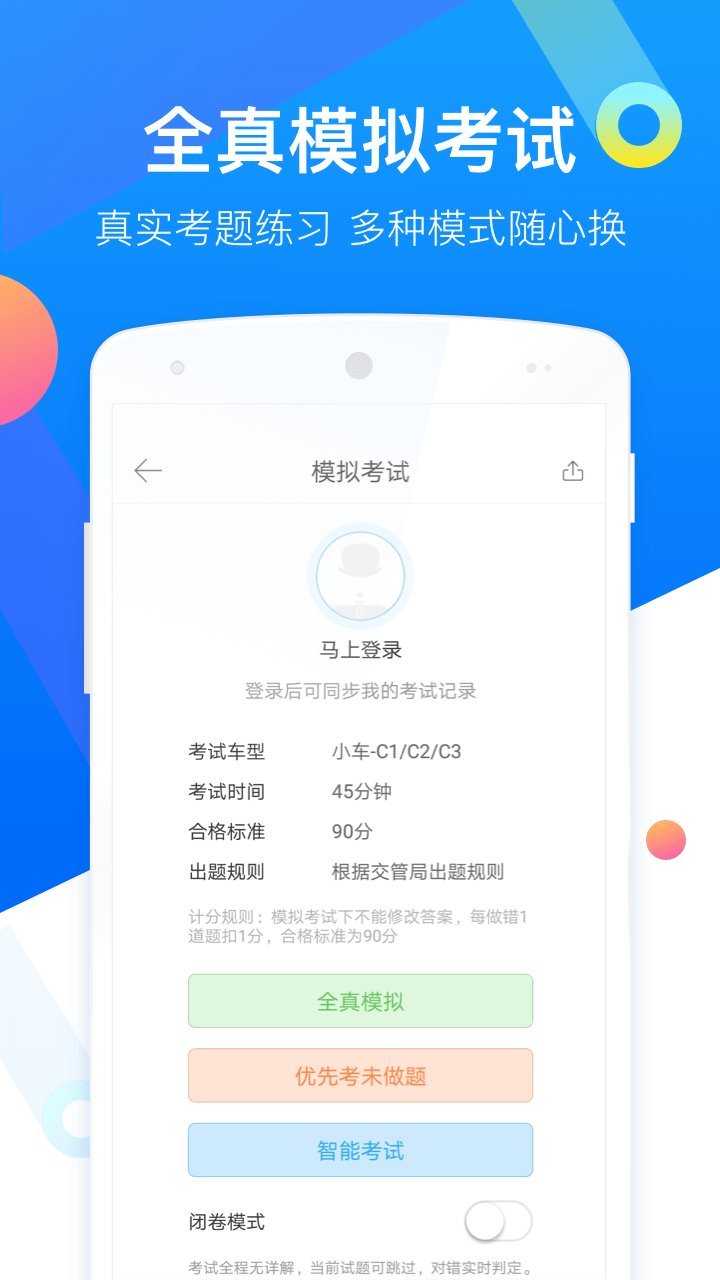 全真模拟考试
真实考题练习 多种模式随心换
模拟考试
马上登录
登录后可同步我的考试记录
考试车型 小车-C1/C2/C3
考试时间 45分钟
合格标准 90分
出题规则 根据交管局出题规则
计分规则：模拟考试下不能修改答案，每做错1
道题扣1分，合格标准为90分
全真模拟
优先考未做题
智能考试
闭卷模式
考试全程无详解，当前试题可跳过，对错实时判定。